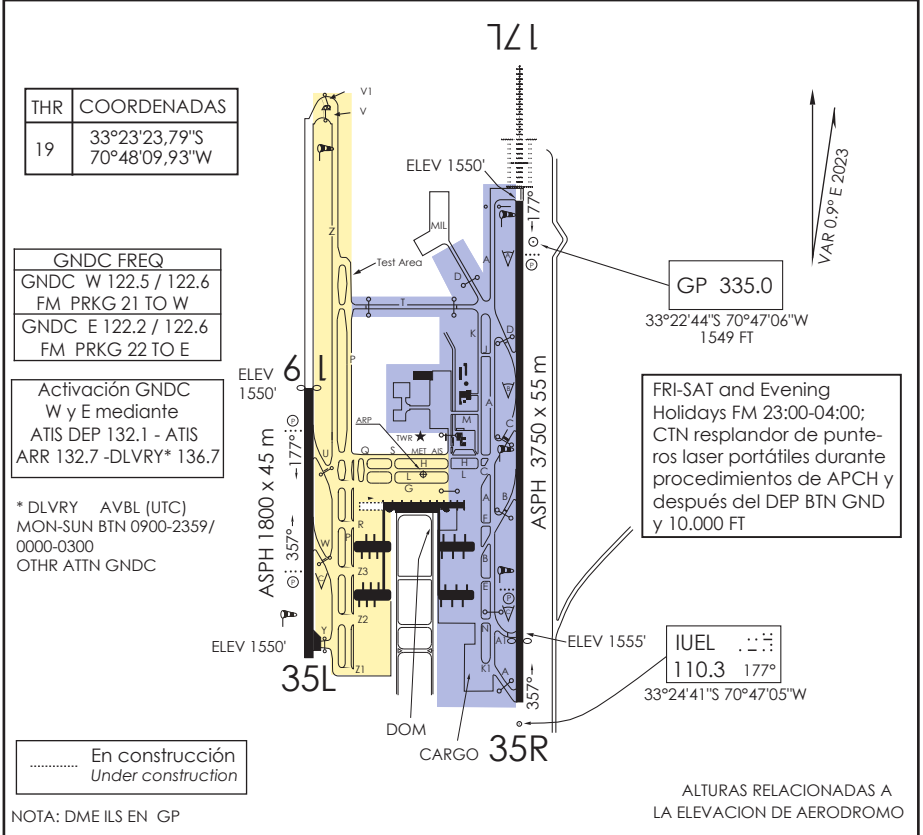 17L
THR COORDENADAS
19 33°23'23,79"S
70°48'09,93"W
V1
V
ELEV 1550'
177°
VAR 0.9° E 2023
MIL
Z
Test Area
D
A
P
GNDC FREQ
GNDC W 122.5 / 122.6
FM PRKG 21 TO W
GNDC E 122.2 / 122.6
FM PRKG 22 TO E
GP 335.0
33°22'44"S 70°47'06"W
1549 FT
T
K
J
D
P
A
B
ELEV
1550'
19
Activación GNDC
W y E mediante
ATIS DEP 132.1 - ATIS
ARR 132.7 -DLVRY* 136.7
FRI-SAT and Evening
Holidays FM 23:00-04:00;
CTN resplandor de punte-
ros laser portátiles durante
procedimientos de APCH y
después del DEP BTN GND
y 10.000 FT
ARP
TWR
MET AIS
M
C
P
177°
U
Q
S
H
H
L
L
G
C
A
B
F
ASPH 1800 x 45 m
ASPH 3750 x 55 m
* DLVRY AVBL (UTC)
MON-SUN BTN 0900-2359/
0000-0300
OTHR ATTN GNDC
R
P
W
357°
P
C
Z3
Z2
Z1
Y
B
E
P
C
N
A1
K1
A
ELEV 1550'
35L
ELEV 1555'
357°
IUEL
110.3 177°
33°24'41"S 70°47'05"W
DOM
CARGO
35R
En construcción
Under construction
NOTA: DME ILS EN GP
ALTURAS RELACIONADAS A
LA ELEVACION DE AERODROMO